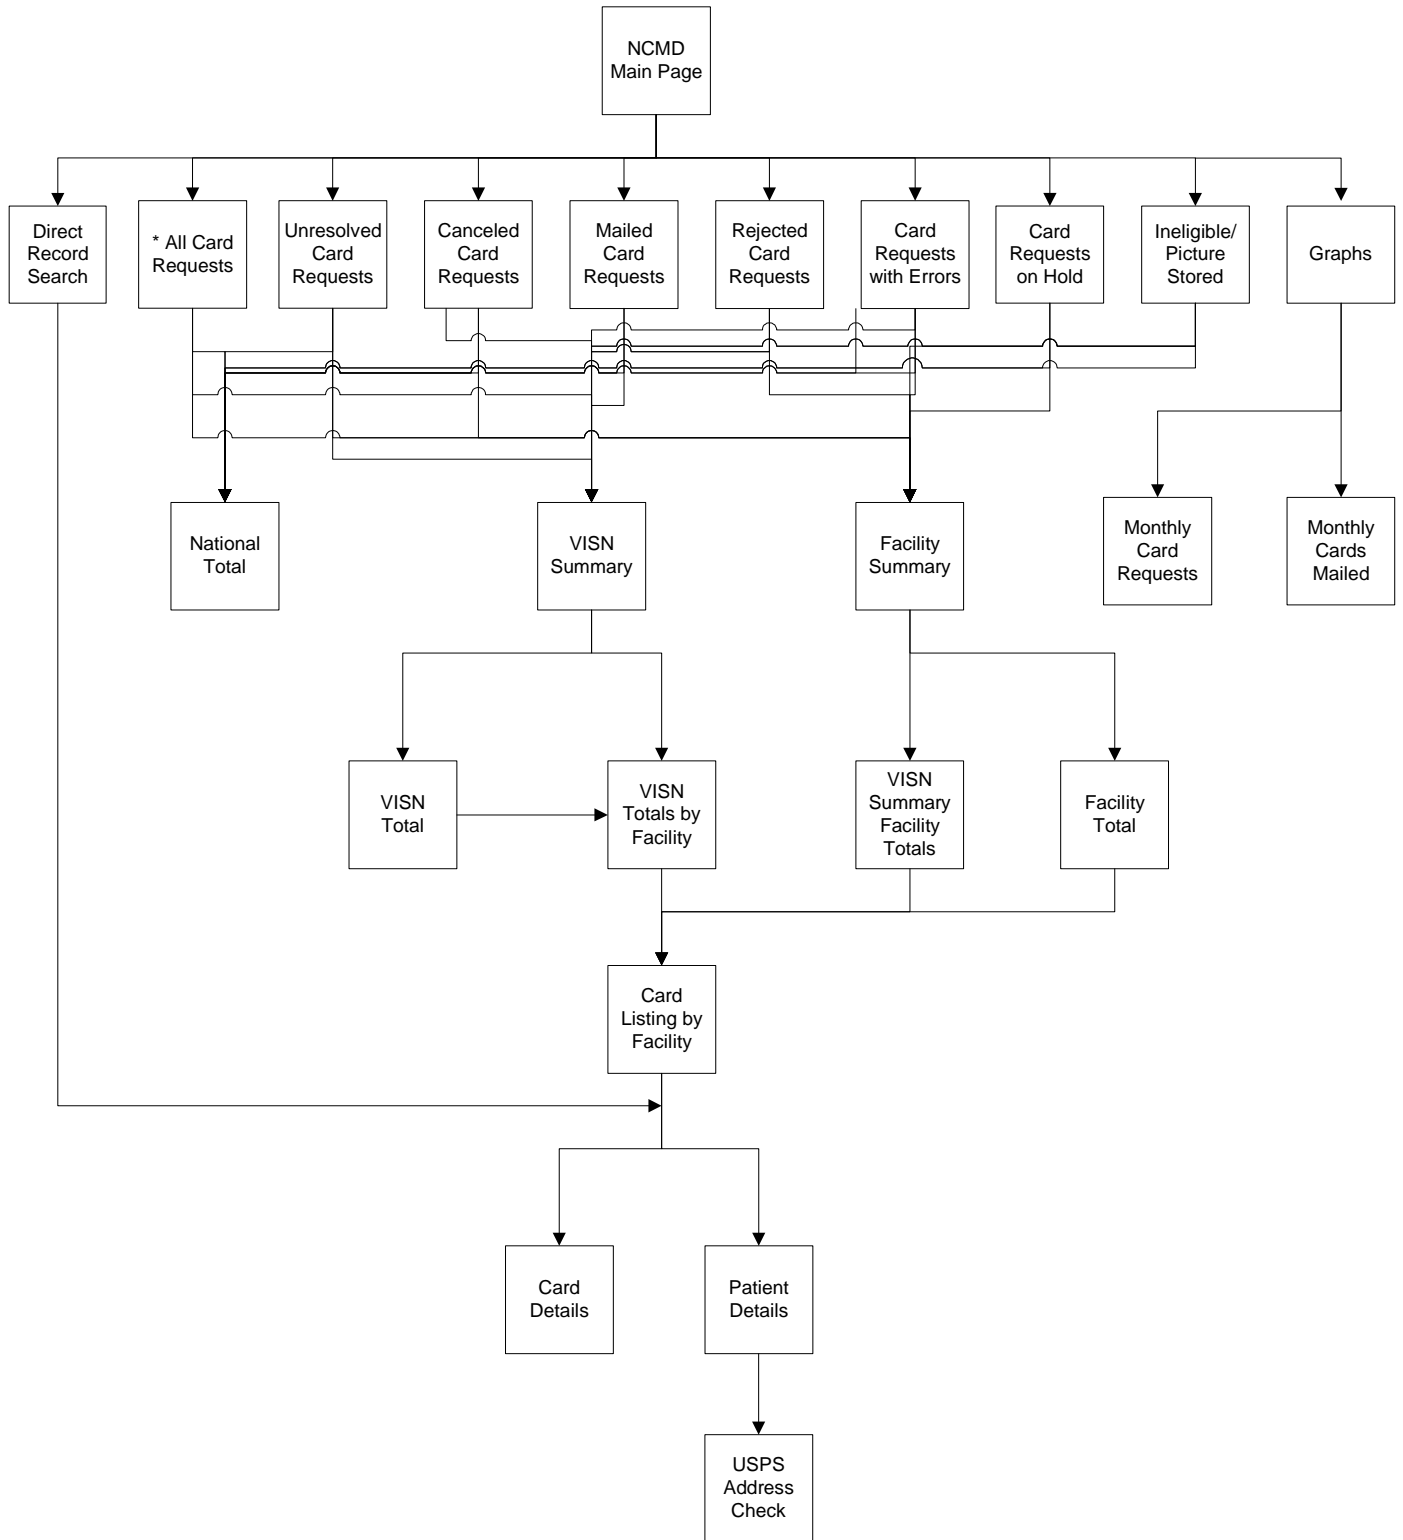 NCMD
Main Page
Direct
Record
Search
* All Card
Requests
Unresolved
Card
Requests
Canceled
Card
Requests
Mailed
Card
Requests
Rejected
Card
Requests
Card
Requests
with Errors
Card
Requests
on Hold
Ineligible/
Picture
Stored
Graphs
National
Total
VISN
Summary
Facility
Summary
Monthly
Card
Requests
Monthly
Cards
Mailed
VISN
Total
VISN
Totals by
Facility
VISN
Summary
Facility
Totals
Facility
Total
Card
Listing by
Facility
Card
Details
Patient
Details
USPS
Address
Check